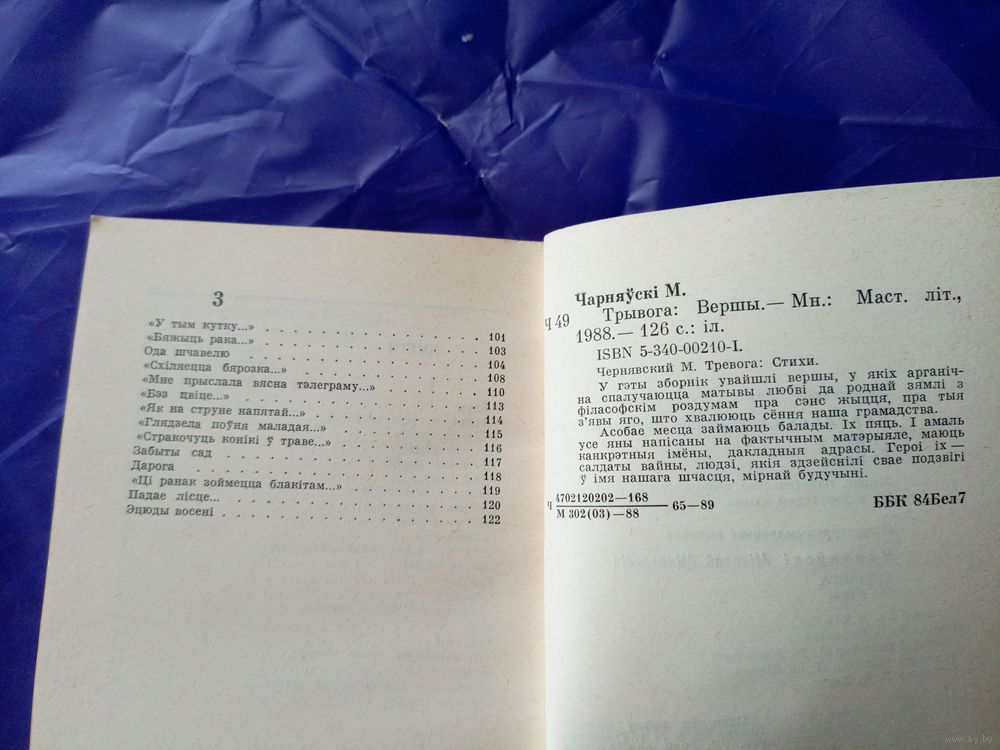 3
«У тым кутку...» 101
«Бяжыць рака...» 103
Ода шчавелю 104
«Схіляецца бярозка...» 108
«Мне прыслала вясна тэлеграму...» 110
«Бэз цвіце...» 113
«Як на струне напятай...» 114
«Глядзела поўня маладая...» 115
«Стракочуць конікі ў траве...» 116
Забыты сад 117
Дарога 118
«Ці ранак зоймецца блакітам...» 119
Падае лісце... 120
Эцюды восені 122
Чарняўскі М.
Ч 49 Трывога: Вершы.— Мн.: Маст. літ.,
1988.— 126 с.: іл.
ISBN 5-340-00210-I.
Чернявский М. Тревога: Стихи.
У гэты зборнік увайшлі вершы, у якіх арганіч-
на спалучаюцца матывы любві да роднай зямлі з
філасофскім роздумам пра сэнс жыцця, пра тыя
з'явы яго, што хвалююць сёння наша грамадства.
Асобае месца займаюць балады. Іх пяць. І амаль
усе яны напісаны на фактычным матэрыяле, маюць
канкрэтныя імёны, дакладныя адрасы. Героі іх —
салдаты вайны, людзі, якія здзейснілі свае подзвігі
ў імя нашага шчасця, мірнай будучыні.
Ч 4702120202—168
М 302(03)—88 65—89 ББК 84Бел7
www.ay.by